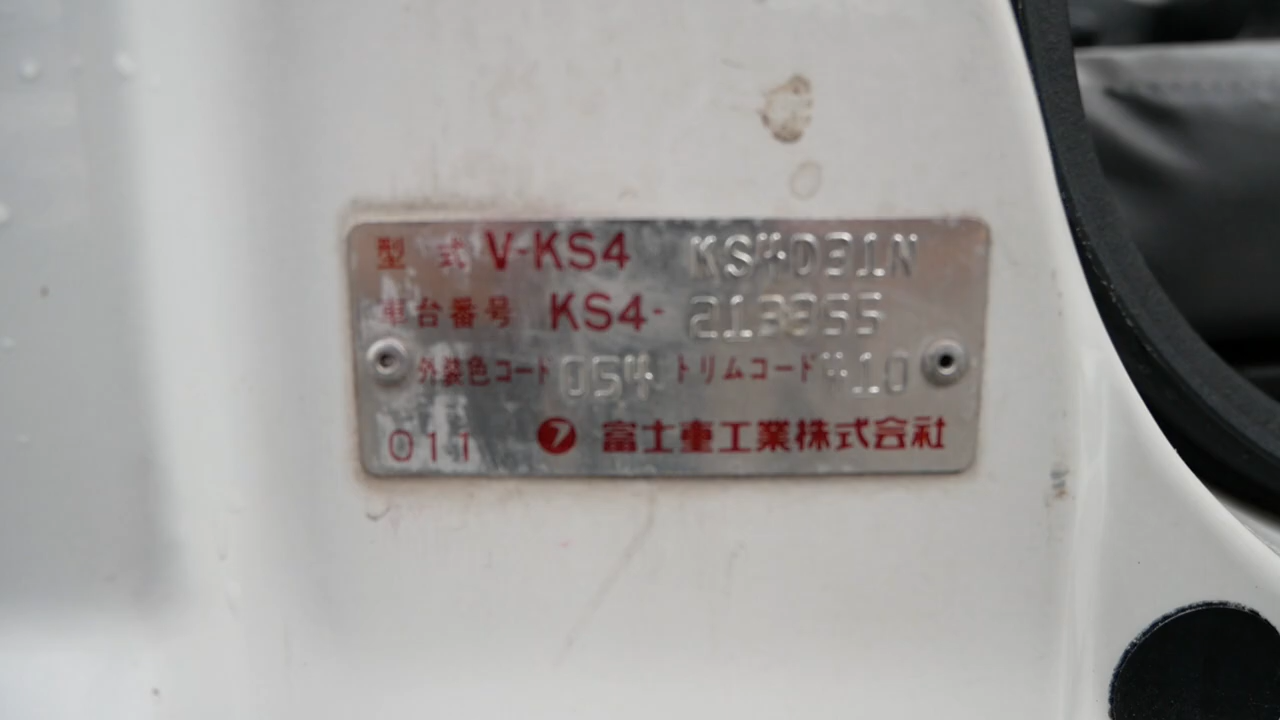 型 式 V-KS4 KS4D31N
車台番号 KS4- 213355
外装色コード 054 トリムコード 410
011 富士重工業株式会社